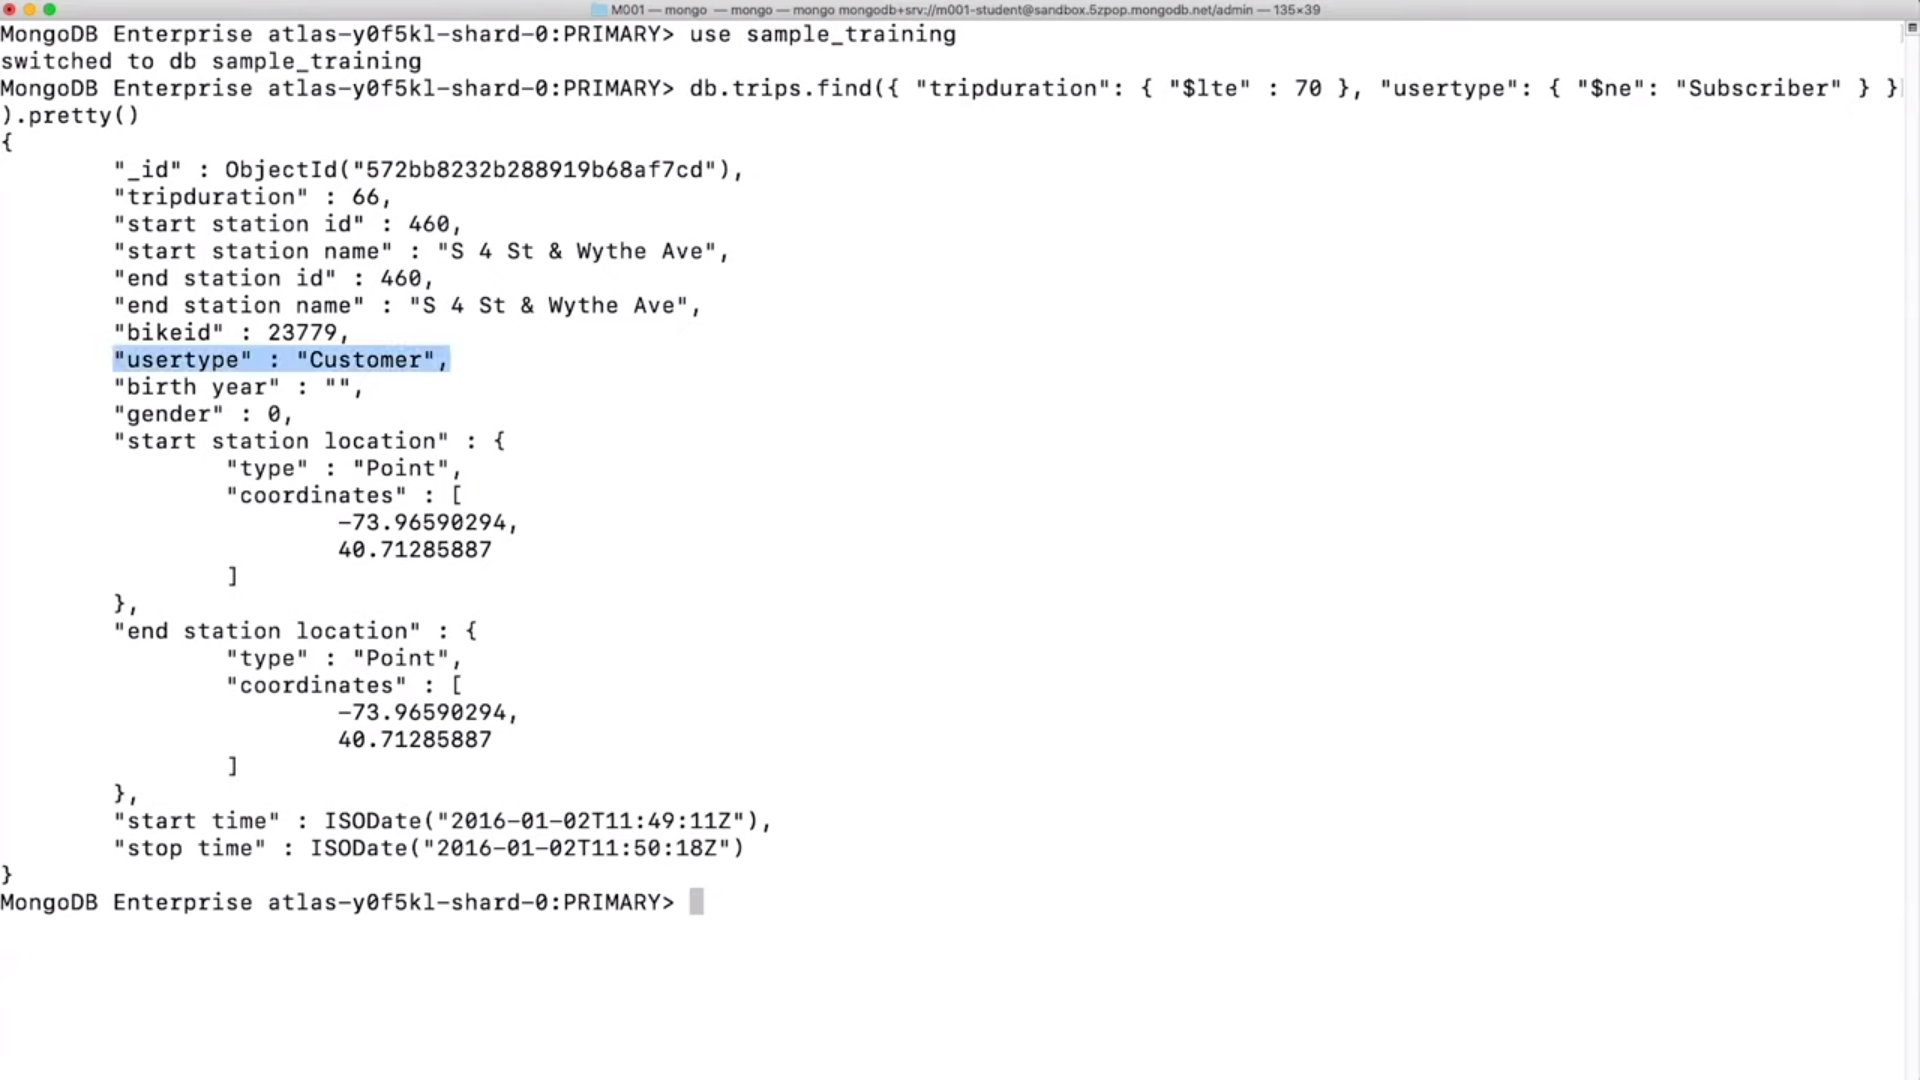 M001 — mongo — mongo — mongo mongodb+srv://m001-student@sandbox.5zpop.mongodb.net/admin — 135×39
MongoDB Enterprise atlas-y0f5kl-shard-0:PRIMARY> use sample_training
switched to db sample_training
MongoDB Enterprise atlas-y0f5kl-shard-0:PRIMARY> db.trips.find({ "tripduration": { "$lte" : 70 }, "usertype": { "$ne": "Subscriber" } }
).pretty()
{
"_id" : ObjectId("572bb8232b288919b68af7cd"),
"tripduration" : 66,
"start station id" : 460,
"start station name" : "S 4 St & Wythe Ave",
"end station id" : 460,
"end station name" : "S 4 St & Wythe Ave",
"bikeid" : 23779,
"usertype" : "Customer",
"birth year" : "",
"gender" : 0,
"start station location" : {
"type" : "Point",
"coordinates" : [
-73.96590294,
40.71285887
]
},
"end station location" : {
"type" : "Point",
"coordinates" : [
-73.96590294,
40.71285887
]
},
"start time" : ISODate("2016-01-02T11:49:11Z"),
"stop time" : ISODate("2016-01-02T11:50:18Z")
}
MongoDB Enterprise atlas-y0f5kl-shard-0:PRIMARY>